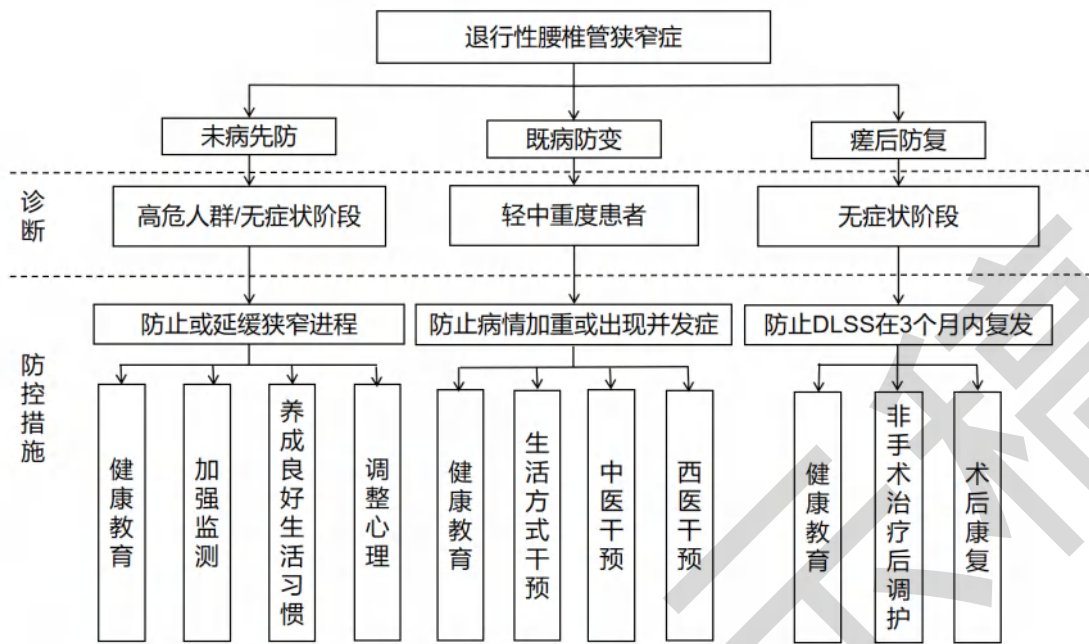 退行性腰椎管狭窄症
未病先防
既病防变
瘥后防复
诊断
高危人群/无症状阶段
轻中重度患者
无症状阶段
防控措施
防止或延缓狭窄进程
防止病情加重或出现并发症
防止DLSS在3个月内复发
健康教育
加强监测
养成良好生活习惯
调整心理
健康教育
生活方式干预
中医干预
西医干预
健康教育
非手术治疗后调护
术后康复